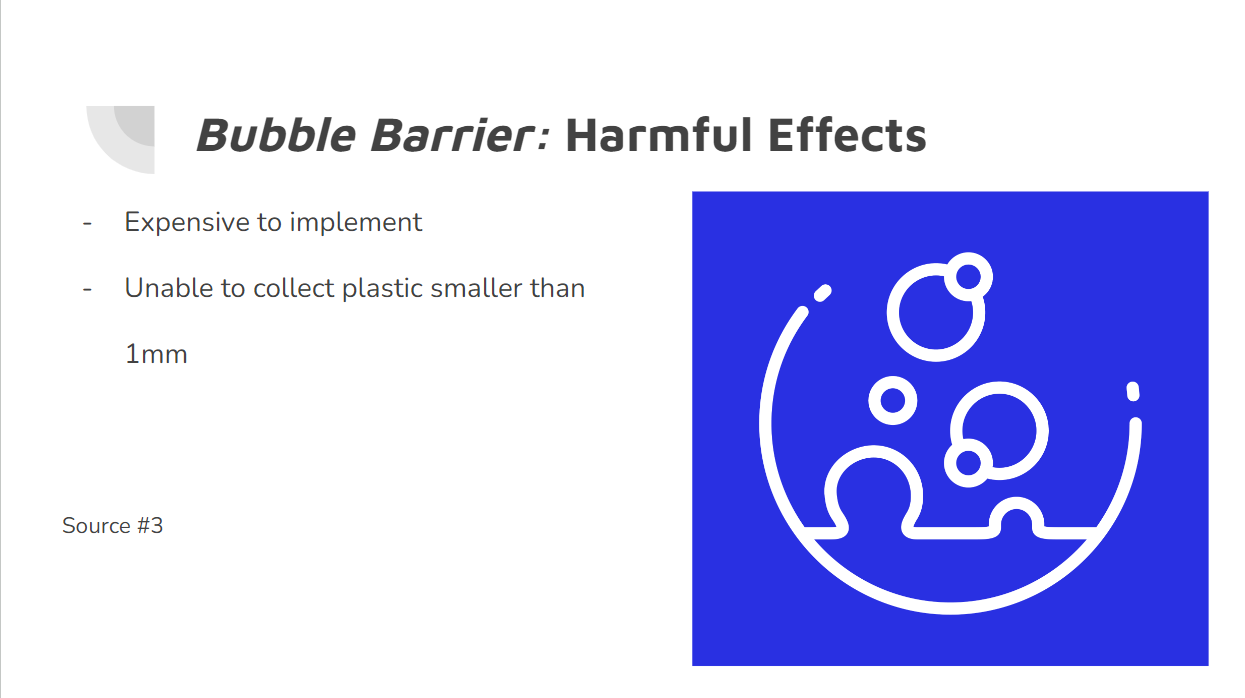 Bubble Barrier: Harmful Effects
- Expensive to implement
- Unable to collect plastic smaller than
1mm
Source #3